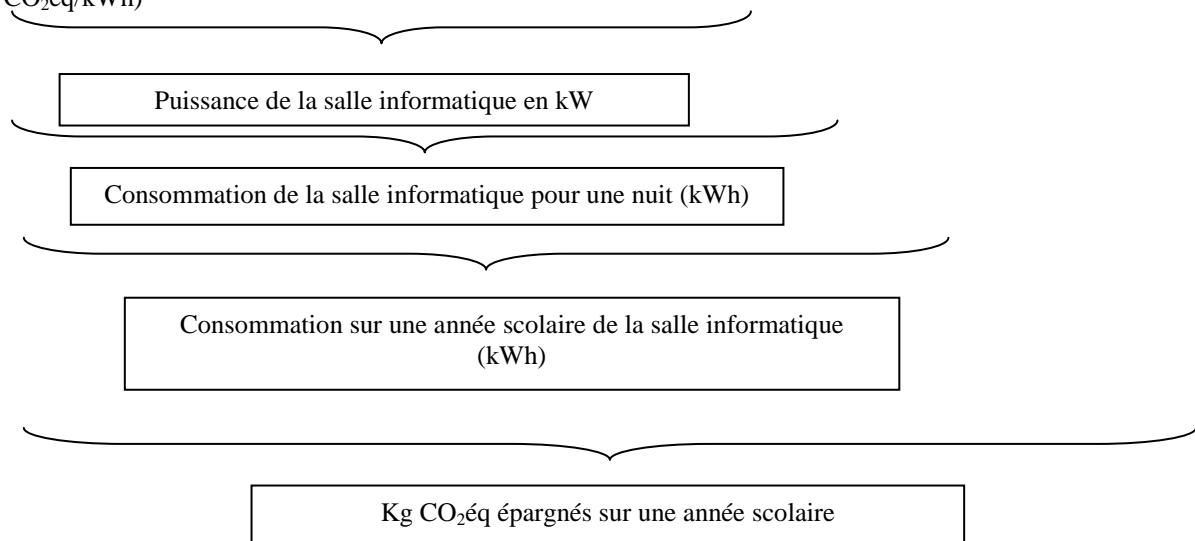 CO₂éq/kWh)
Puissance de la salle informatique en kW
Consommation de la salle informatique pour une nuit (kWh)
Consommation sur une année scolaire de la salle informatique
(kWh)
Kg CO₂éq épargnés sur une année scolaire